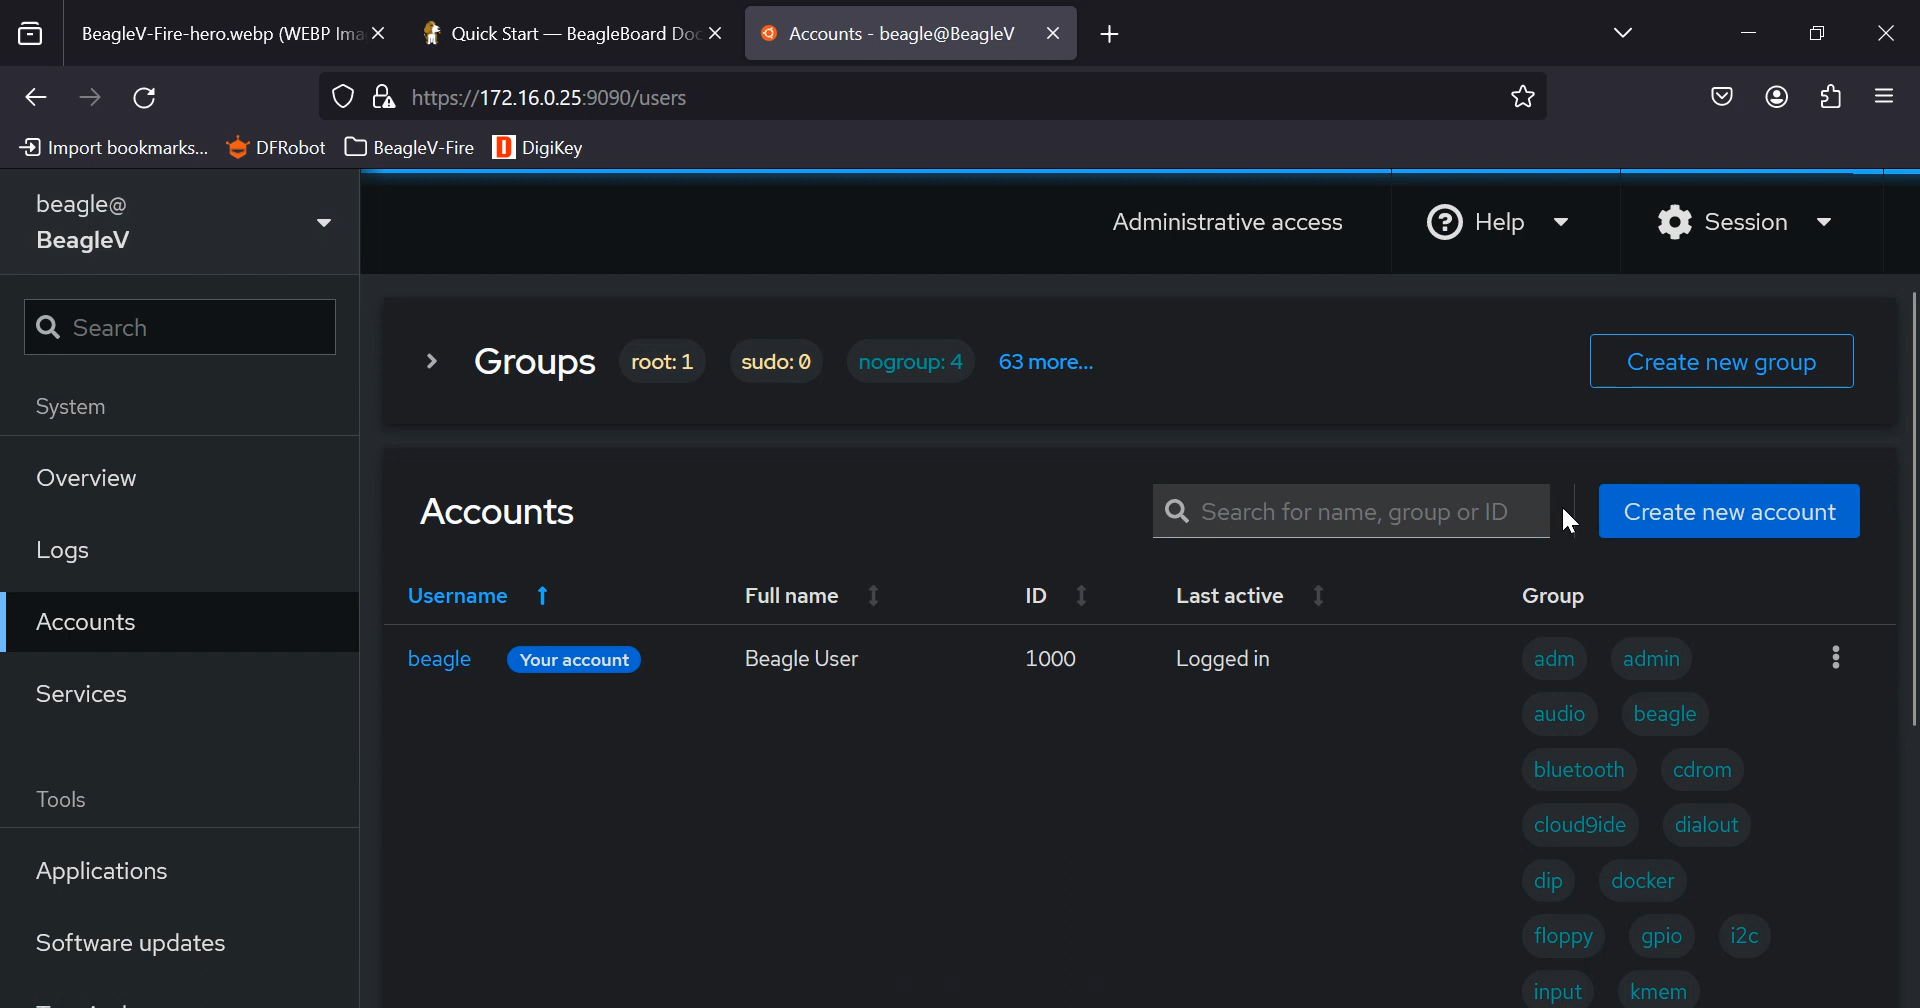 BeagleV-Fire-hero.webp (WEBP Ima
Quick Start — BeagleBoard Doc
Accounts - beagle@BeagleV
https://172.16.0.25:9090/users
Import bookmarks...
DFRobot
BeagleV-Fire
DigiKey
beagle@
BeagleV
Administrative access
Help
Session
Search
System
Overview
Logs
Accounts
Services
Tools
Applications
Software updates
Groups root: 1 sudo: 0 nogroup: 4 63 more...
Create new group
Accounts
Search for name, group or ID
Create new account
Username Full name ID Last active Group
beagle Your account Beagle User 1000 Logged in adm admin
audio beagle
bluetooth cdrom
cloud9ide dialout
dip docker
floppy gpio i2c
input kmem